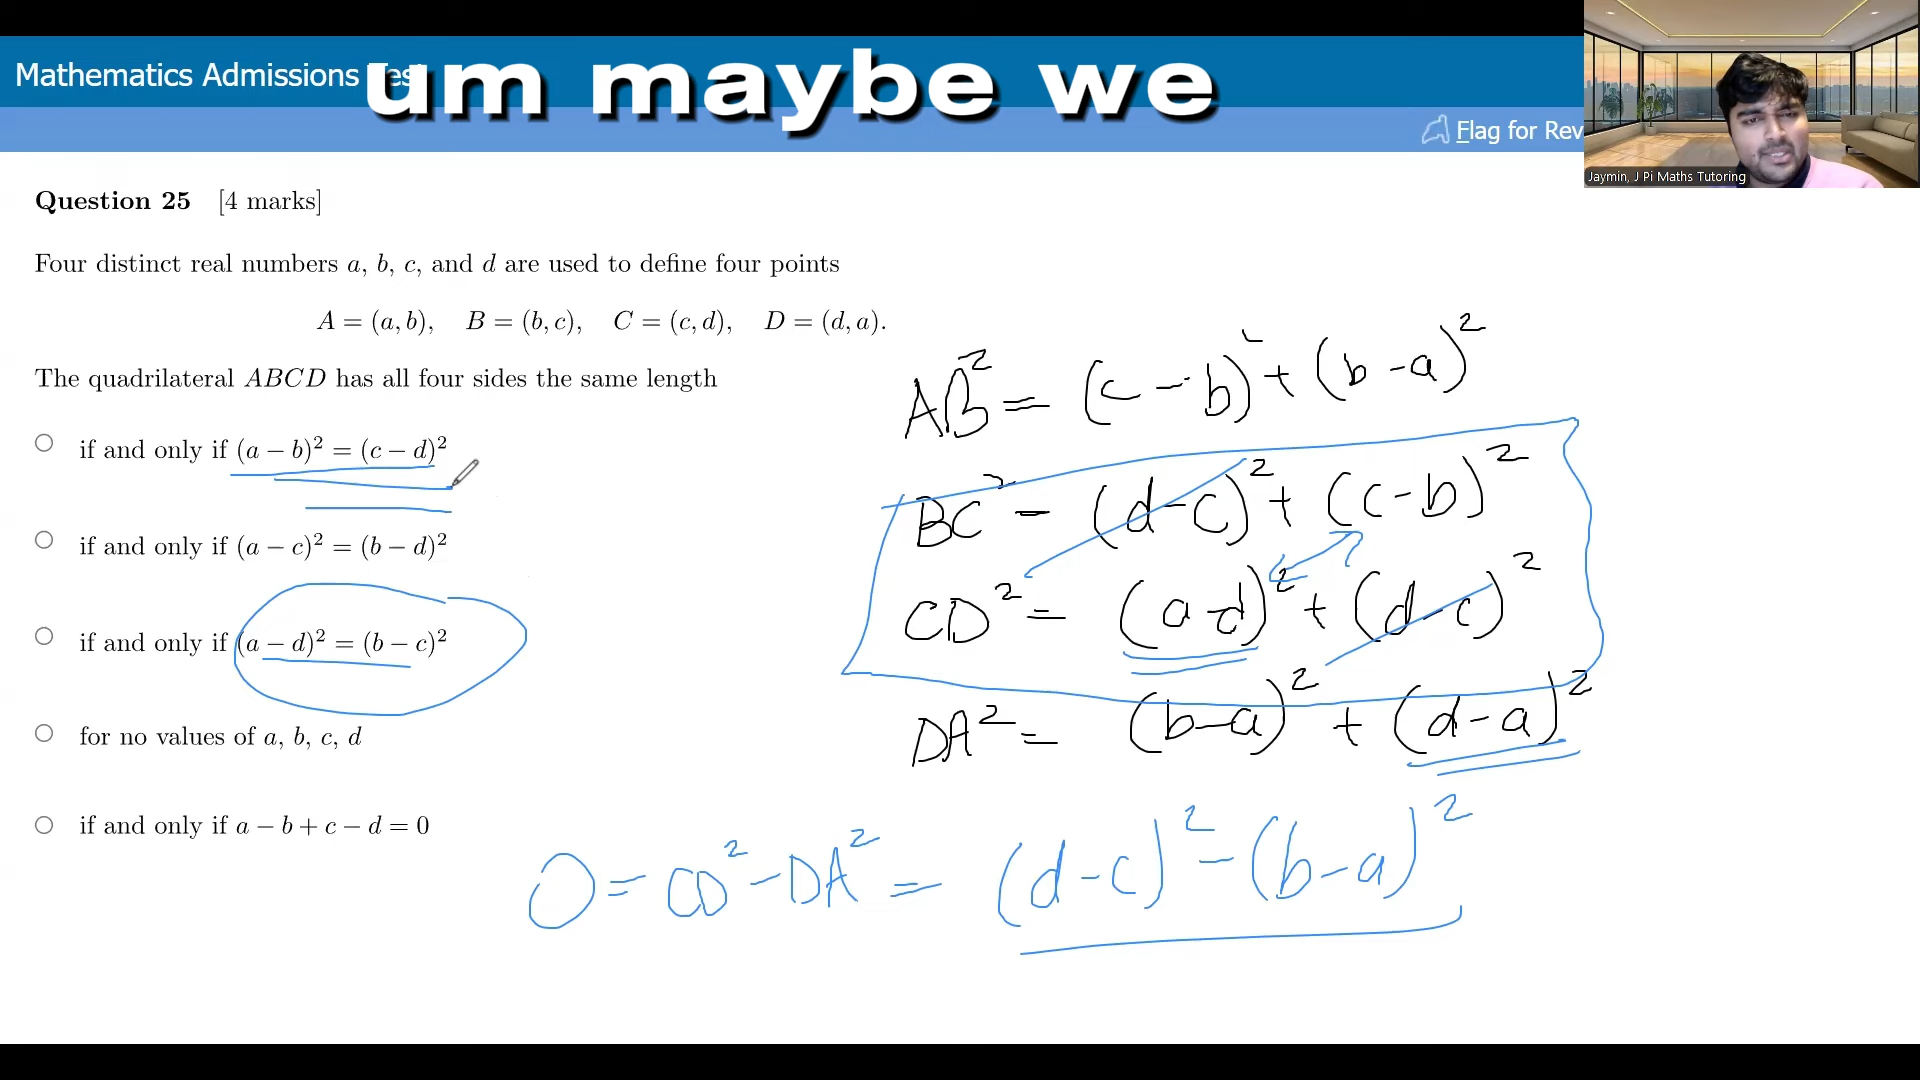 Mathematics Admissions Test
um maybe we
Flag for Rev
Jaymin, J Pi Maths Tutoring
Question 25 [4 marks]
Four distinct real numbers a, b, c, and d are used to define four points
A = (a, b), B = (b, c), C = (c, d), D = (d, a).
The quadrilateral ABCD has all four sides the same length
if and only if (a − b)² = (c − d)²
if and only if (a − c)² = (b − d)²
if and only if (a − d)² = (b − c)²
for no values of a, b, c, d
if and only if a − b + c − d = 0
AB² = (c − b)² + (b − a)²
BC² = (d − c)² + (c − b)²
CD² = (a − d)² + (d − c)²
DA² = (b − a)² + (d − a)²
0 = CD² − DA² = (d − c)² − (b − a)²